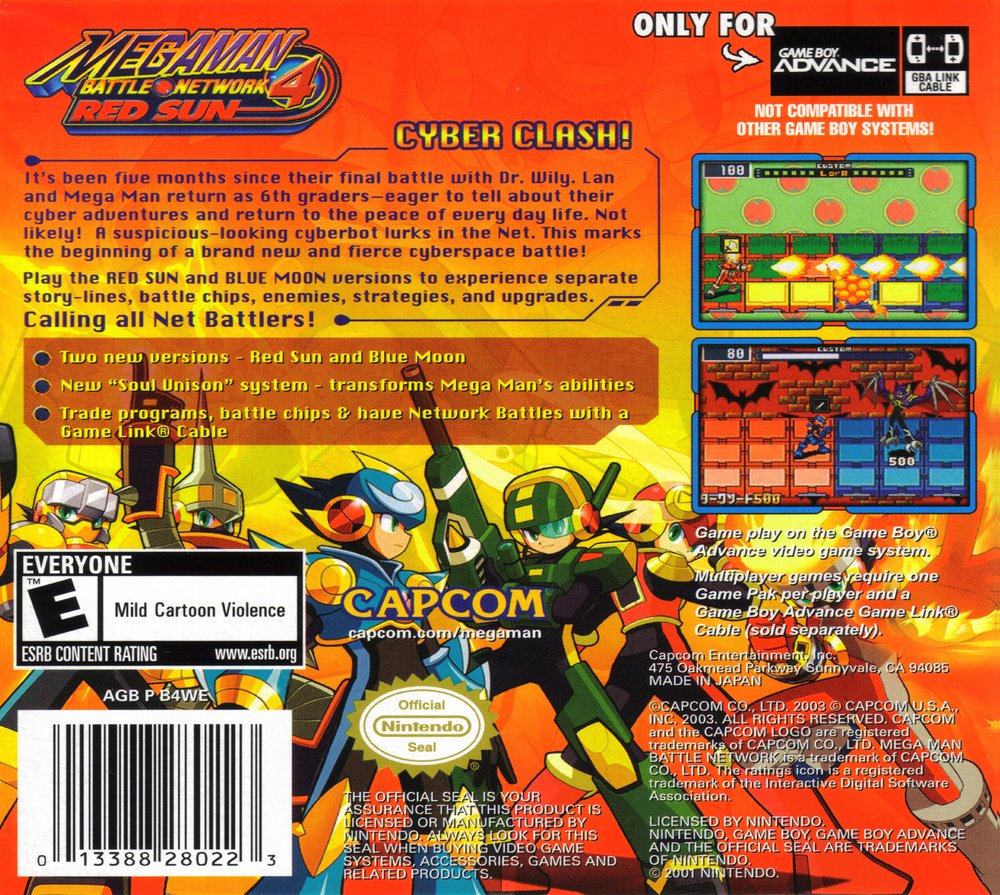 MEGAMAN
BATTLE NETWORK 4
RED SUN
ONLY FOR
GAME BOY ADVANCE
GBA LINK
CABLE
NOT COMPATIBLE WITH
OTHER GAME BOY SYSTEMS!
CYBER CLASH!
It's been five months since their final battle with Dr. Wily. Lan
and Mega Man return as 6th graders—eager to tell about their
cyber adventures and return to the peace of every day life. Not
likely! A suspicious-looking cyberbot lurks in the Net. This marks
the beginning of a brand new and fierce cyberspace battle!
Play the RED SUN and BLUE MOON versions to experience separate
story-lines, battle chips, enemies, strategies, and upgrades.
Calling all Net Battlers!
Two new versions - Red Sun and Blue Moon
New "Soul Unison" system - transforms Mega Man's abilities
Trade programs, battle chips & have Network Battles with a
Game Link® Cable
100
CUSTOM
L or R
80
CUSTOM
500
ダークソード500
Game play on the Game Boy®
Advance video game system.
Multiplayer games require one
Game Pak per player and a
Game Boy Advance Game Link®
Cable (sold separately).
EVERYONE
TM
E
Mild Cartoon Violence
ESRB CONTENT RATING www.esrb.org
CAPCOM
capcom.com/megaman
AGB P B4WE
0 13388 28022 3
Official
Nintendo
Seal
®
THE OFFICIAL SEAL IS YOUR
ASSURANCE THAT THIS PRODUCT IS
LICENSED OR MANUFACTURED BY
NINTENDO. ALWAYS LOOK FOR THIS
SEAL WHEN BUYING VIDEO GAME
SYSTEMS, ACCESSORIES, GAMES AND
RELATED PRODUCTS.
Capcom Entertainment, Inc.
475 Oakmead Parkway Sunnyvale, CA 94085
MADE IN JAPAN
©CAPCOM CO., LTD. 2003 © CAPCOM U.S.A.,
INC. 2003. ALL RIGHTS RESERVED. CAPCOM
and the CAPCOM LOGO are registered
trademarks of CAPCOM CO., LTD. MEGA MAN
BATTLE NETWORK is a trademark of CAPCOM
CO., LTD. The ratings icon is a registered
trademark of the Interactive Digital Software
Association.
LICENSED BY NINTENDO.
NINTENDO, GAME BOY, GAME BOY ADVANCE
AND THE OFFICIAL SEAL ARE TRADEMARKS
OF NINTENDO.
© 2001 NINTENDO.